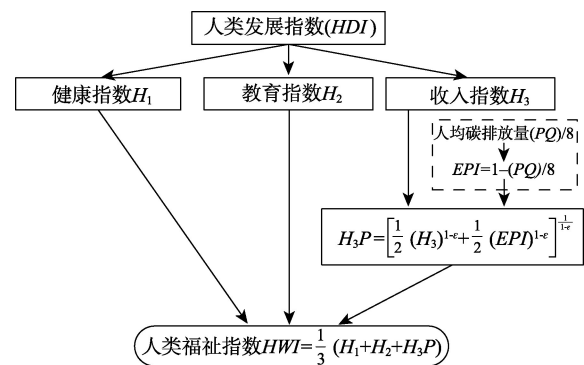 人类发展指数(HDI)
健康指数H₁
教育指数H₂
收入指数H₃
人均碳排放量(PQ)/8
EPI=1–(PQ)/8
H₃P=[½ (H₃)^{1-ε}+½ (EPI)^{1-ε}]^{1/(1-ε)}
人类福祉指数HWI=⅓ (H₁+H₂+H₃P)